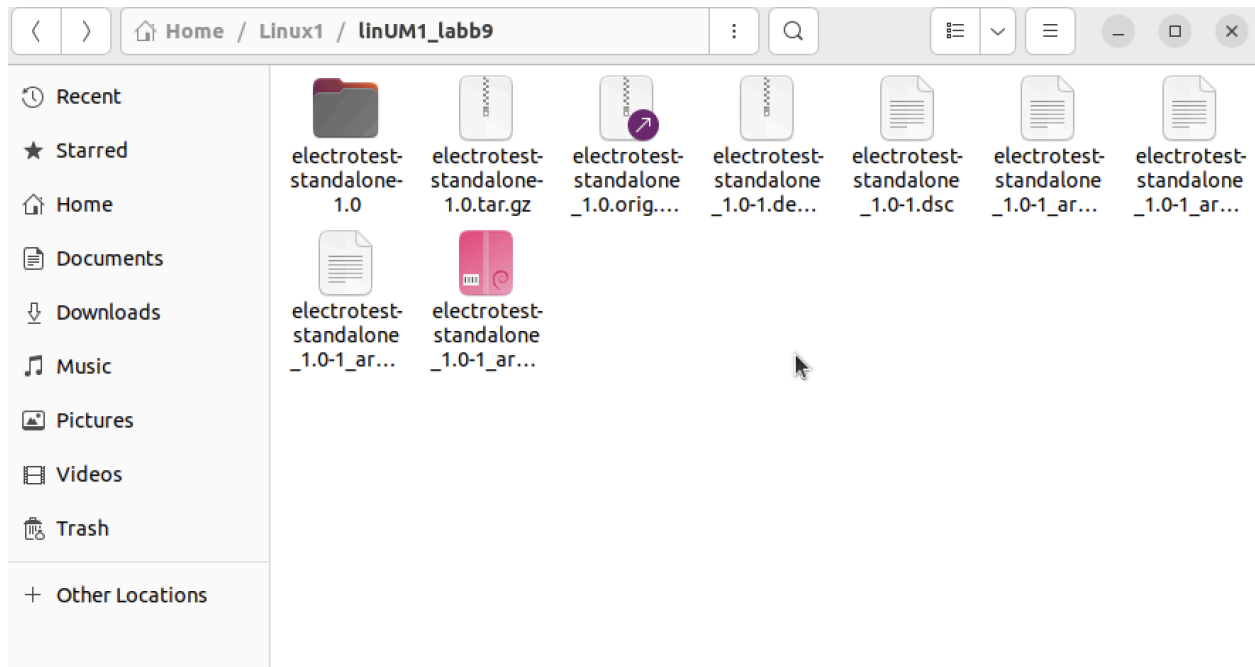 Home / Linux1 / linUM1_labb9
Recent
Starred
Home
Documents
Downloads
Music
Pictures
Videos
Trash
+ Other Locations
electrotest-
standalone-
1.0
electrotest-
standalone-
1.0.tar.gz
electrotest-
standalone
_1.0.orig....
electrotest-
standalone
_1.0-1.de...
electrotest-
standalone
_1.0-1.dsc
electrotest-
standalone
_1.0-1_ar...
electrotest-
standalone
_1.0-1_ar...
electrotest-
standalone
_1.0-1_ar...
electrotest-
standalone
_1.0-1_ar...